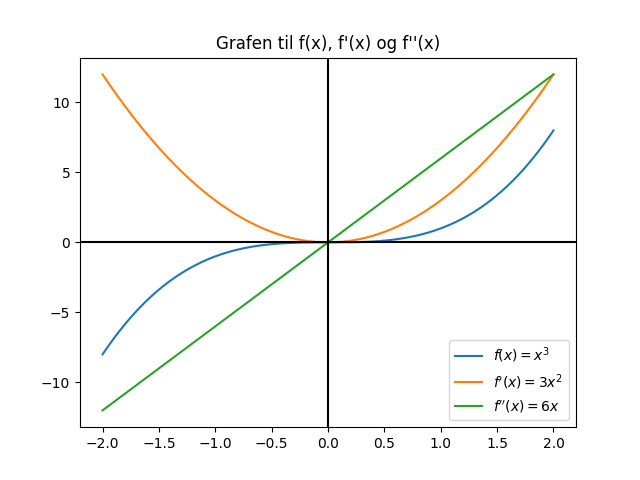 Grafen til f(x), f'(x) og f''(x)
10
5
0
−5
−10
−2.0 −1.5 −1.0 −0.5 0.0 0.5 1.0 1.5 2.0
f(x) = x³
f′(x) = 3x²
f′′(x) = 6x